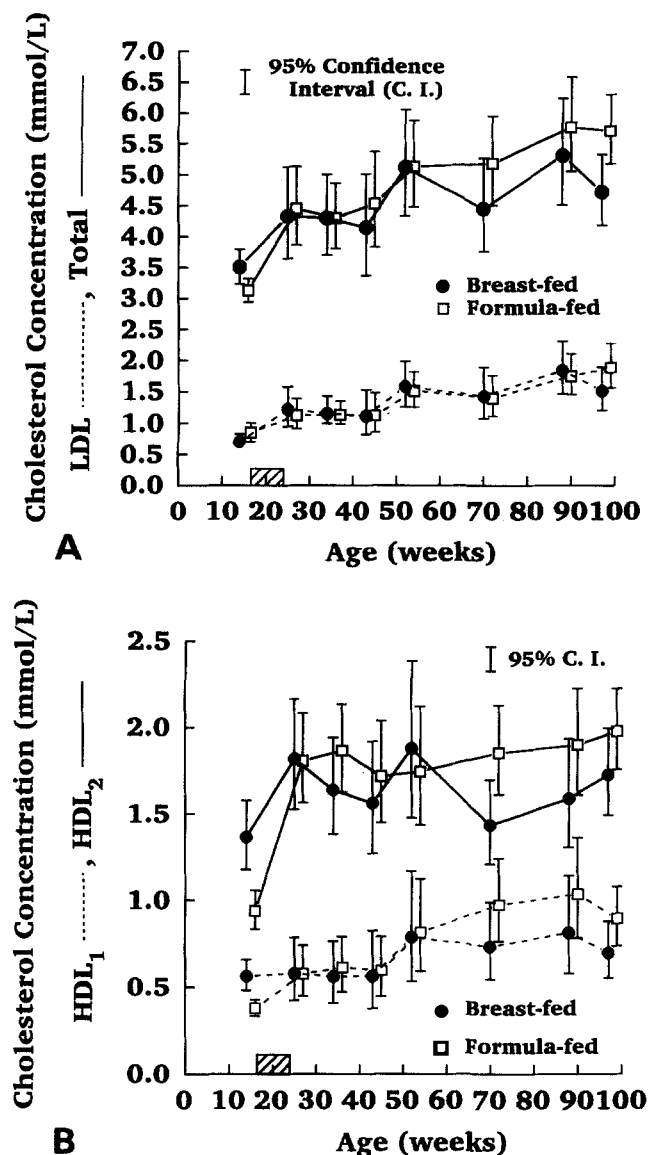 Cholesterol Concentration (mmol/L)
LDL ........., Total ———
7.0
6.5
6.0
5.5
5.0
4.5
4.0
3.5
3.0
2.5
2.0
1.5
1.0
0.5
0.0
95% Confidence
Interval (C. I.)
Breast-fed
Formula-fed
0 10 20 30 40 50 60 70 80 90 100
Age (weeks)
A
Cholesterol Concentration (mmol/L)
HDL1 ........., HDL2 ———
2.5
2.0
1.5
1.0
0.5
0.0
95% C. I.
Breast-fed
Formula-fed
0 10 20 30 40 50 60 70 80 90 100
Age (weeks)
B